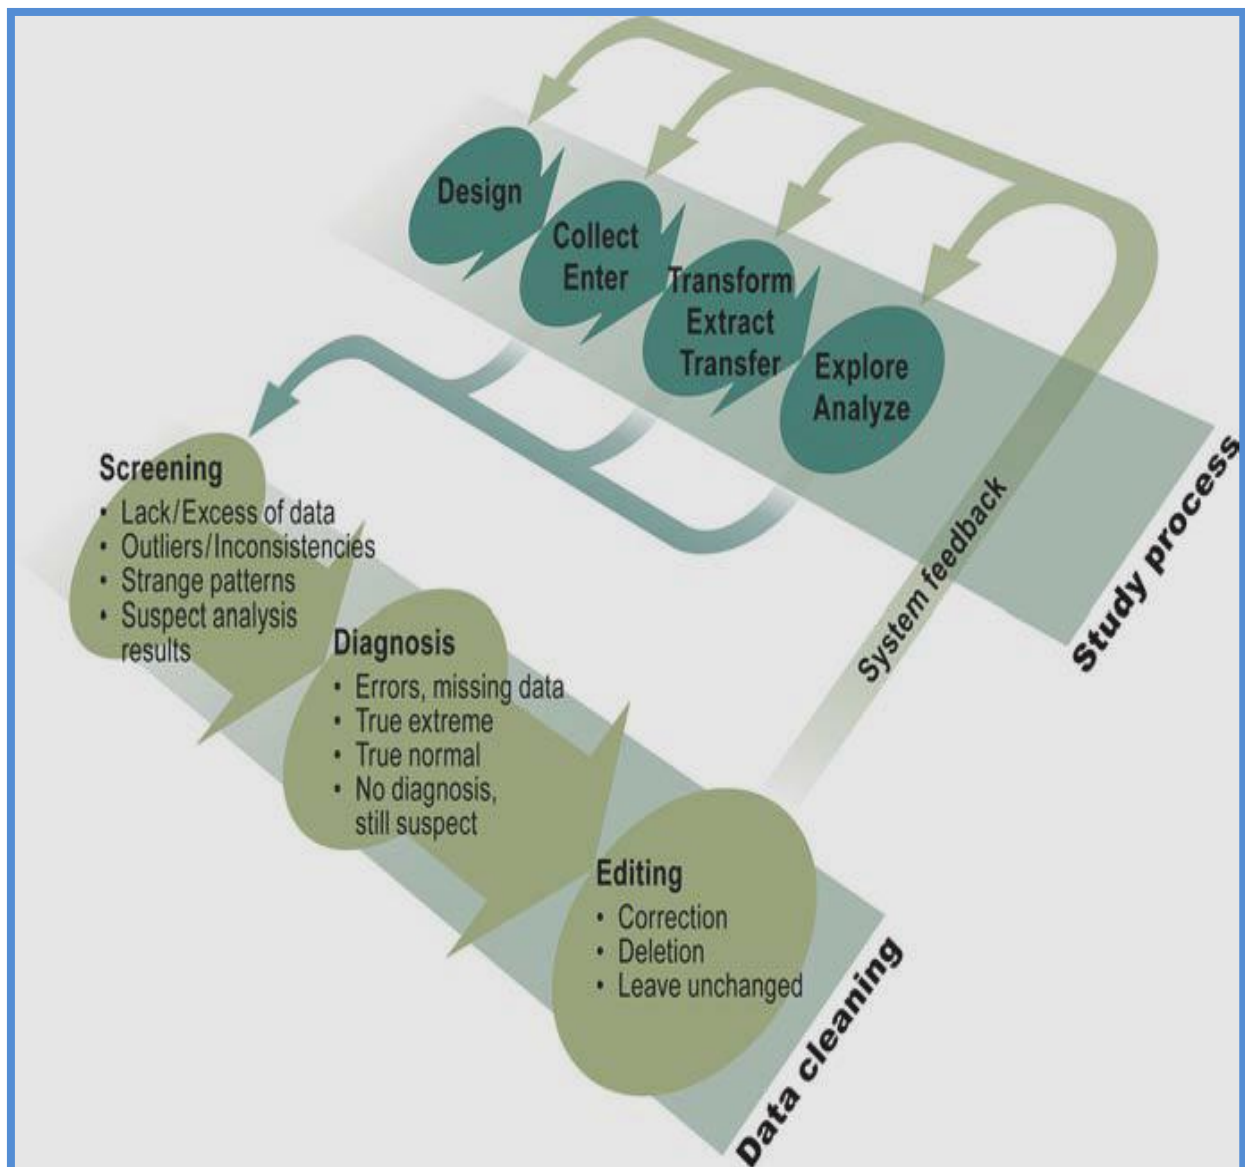 Design
Collect
Enter
Transform
Extract
Transfer
Explore
Analyze
Study process
System feedback
Screening
• Lack/Excess of data
• Outliers/Inconsistencies
• Strange patterns
• Suspect analysis
results
Diagnosis
• Errors, missing data
• True extreme
• True normal
• No diagnosis,
still suspect
Editing
• Correction
• Deletion
• Leave unchanged
Data cleaning